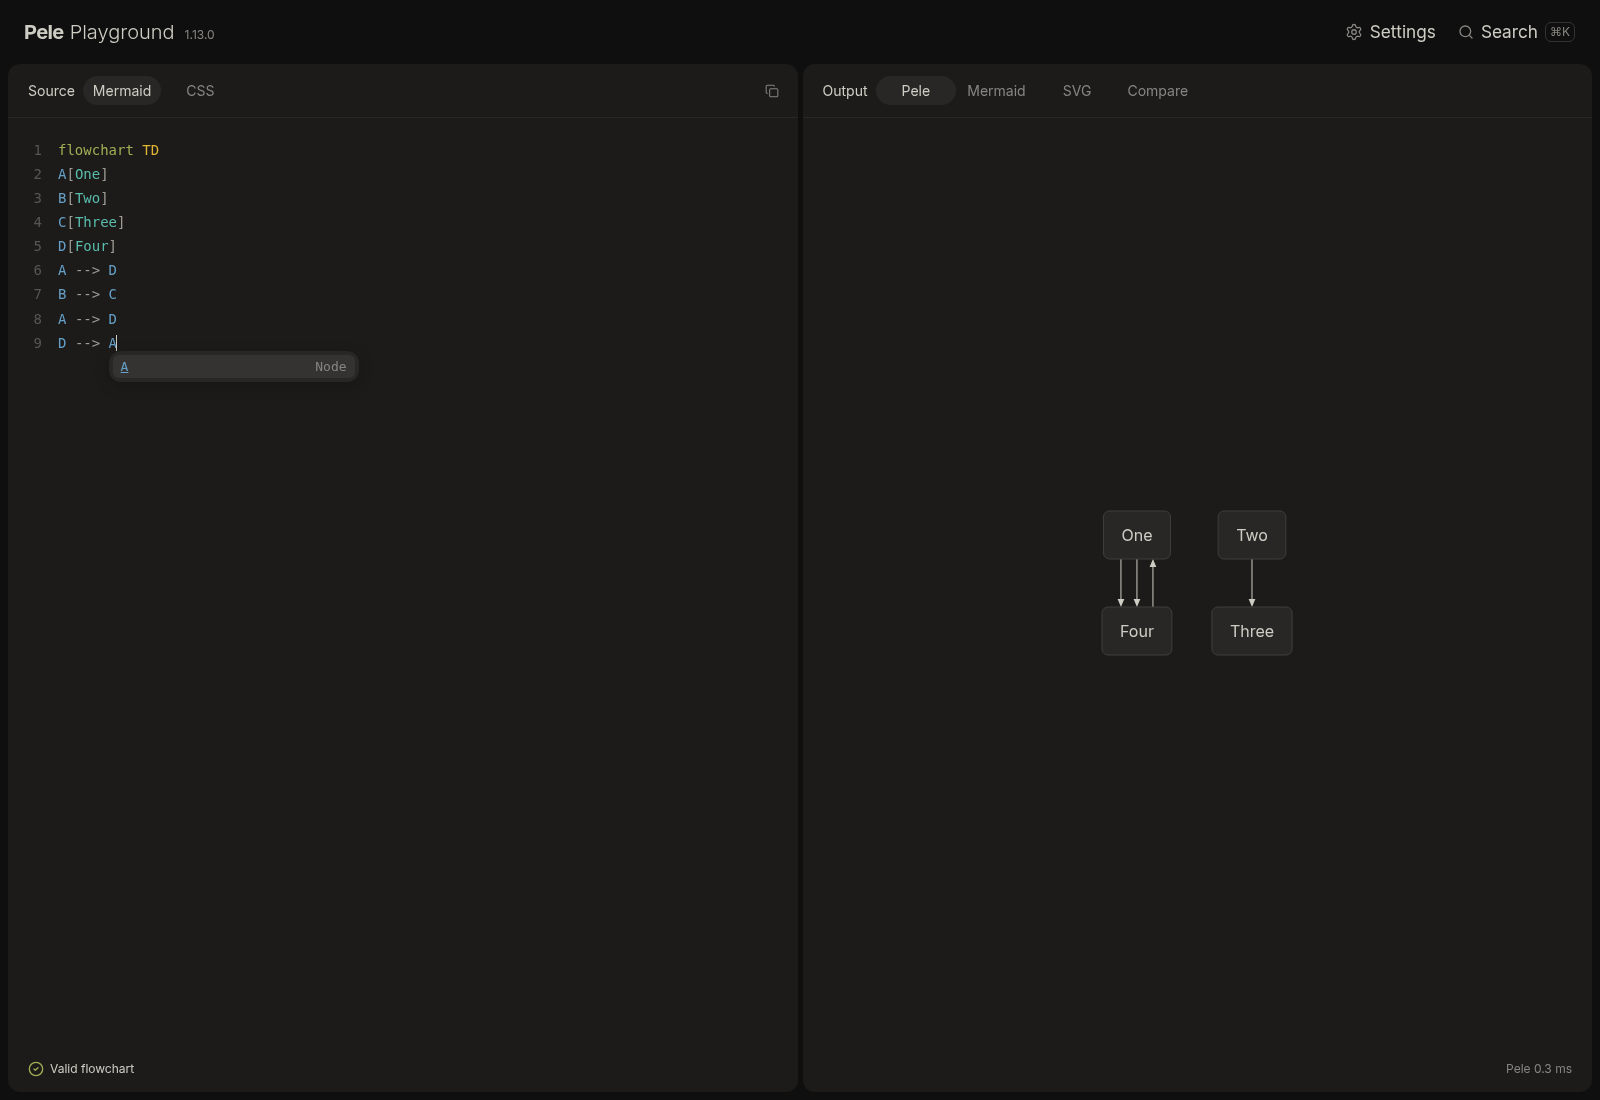 Pele Playground 1.13.0
Settings
Search ⌘K
Source Mermaid CSS
1 flowchart TD
2 A[One]
3 B[Two]
4 C[Three]
5 D[Four]
6 A --> D
7 B --> C
8 A --> D
9 D --> A
A Node
Valid flowchart
Output Pele Mermaid SVG Compare
One Two
Four Three
Pele 0.3 ms